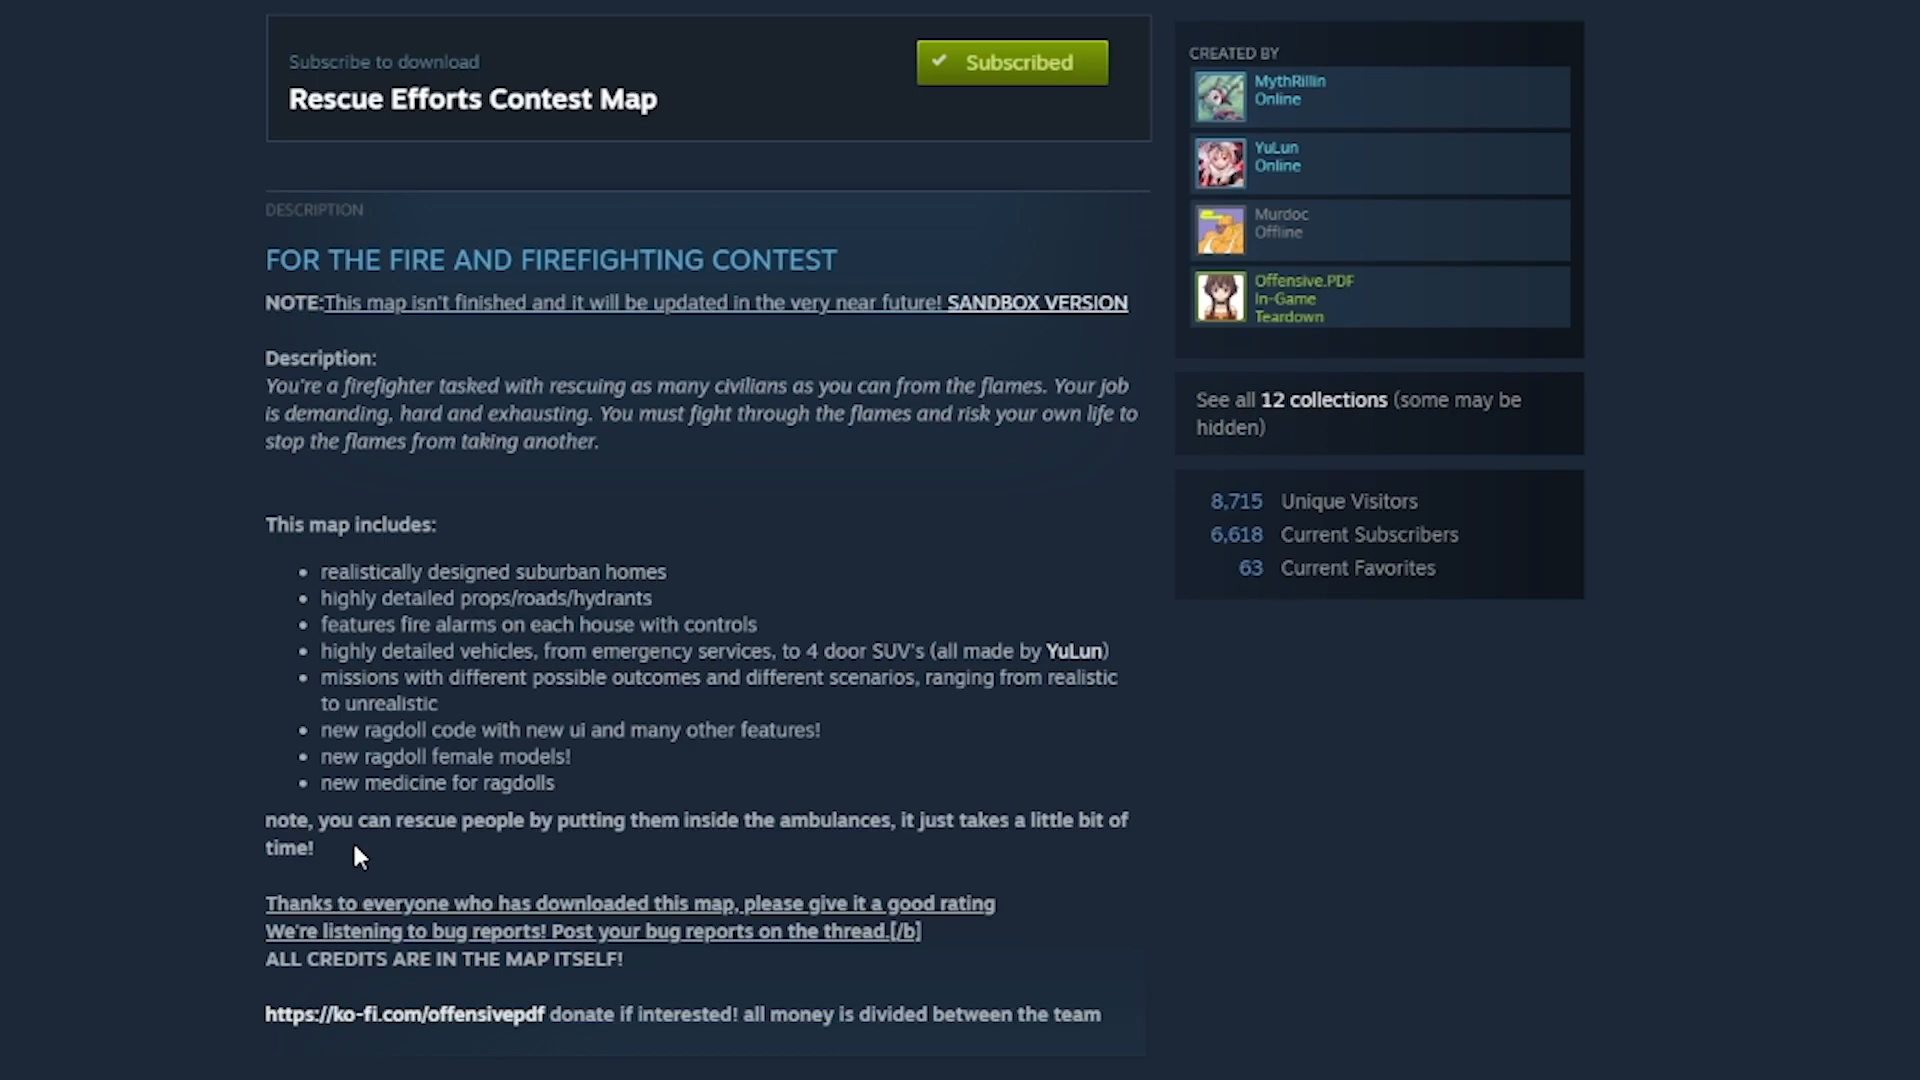 Subscribe to download
Rescue Efforts Contest Map
Subscribed
DESCRIPTION
FOR THE FIRE AND FIREFIGHTING CONTEST
NOTE:This map isn't finished and it will be updated in the very near future! SANDBOX VERSION
Description:
You're a firefighter tasked with rescuing as many civilians as you can from the flames. Your job
is demanding, hard and exhausting. You must fight through the flames and risk your own life to
stop the flames from taking another.
This map includes:
• realistically designed suburban homes
• highly detailed props/roads/hydrants
• features fire alarms on each house with controls
• highly detailed vehicles, from emergency services, to 4 door SUV's (all made by YuLun)
• missions with different possible outcomes and different scenarios, ranging from realistic
to unrealistic
• new ragdoll code with new ui and many other features!
• new ragdoll female models!
• new medicine for ragdolls
note, you can rescue people by putting them inside the ambulances, it just takes a little bit of
time!
Thanks to everyone who has downloaded this map, please give it a good rating
We're listening to bug reports! Post your bug reports on the thread.[/b]
ALL CREDITS ARE IN THE MAP ITSELF!
https://ko-fi.com/offensivepdf donate if interested! all money is divided between the team
CREATED BY
MythRillin
Online
YuLun
Online
Murdoc
Offline
Offensive.PDF
In-Game
Teardown
See all 12 collections (some may be
hidden)
8,715 Unique Visitors
6,618 Current Subscribers
63 Current Favorites